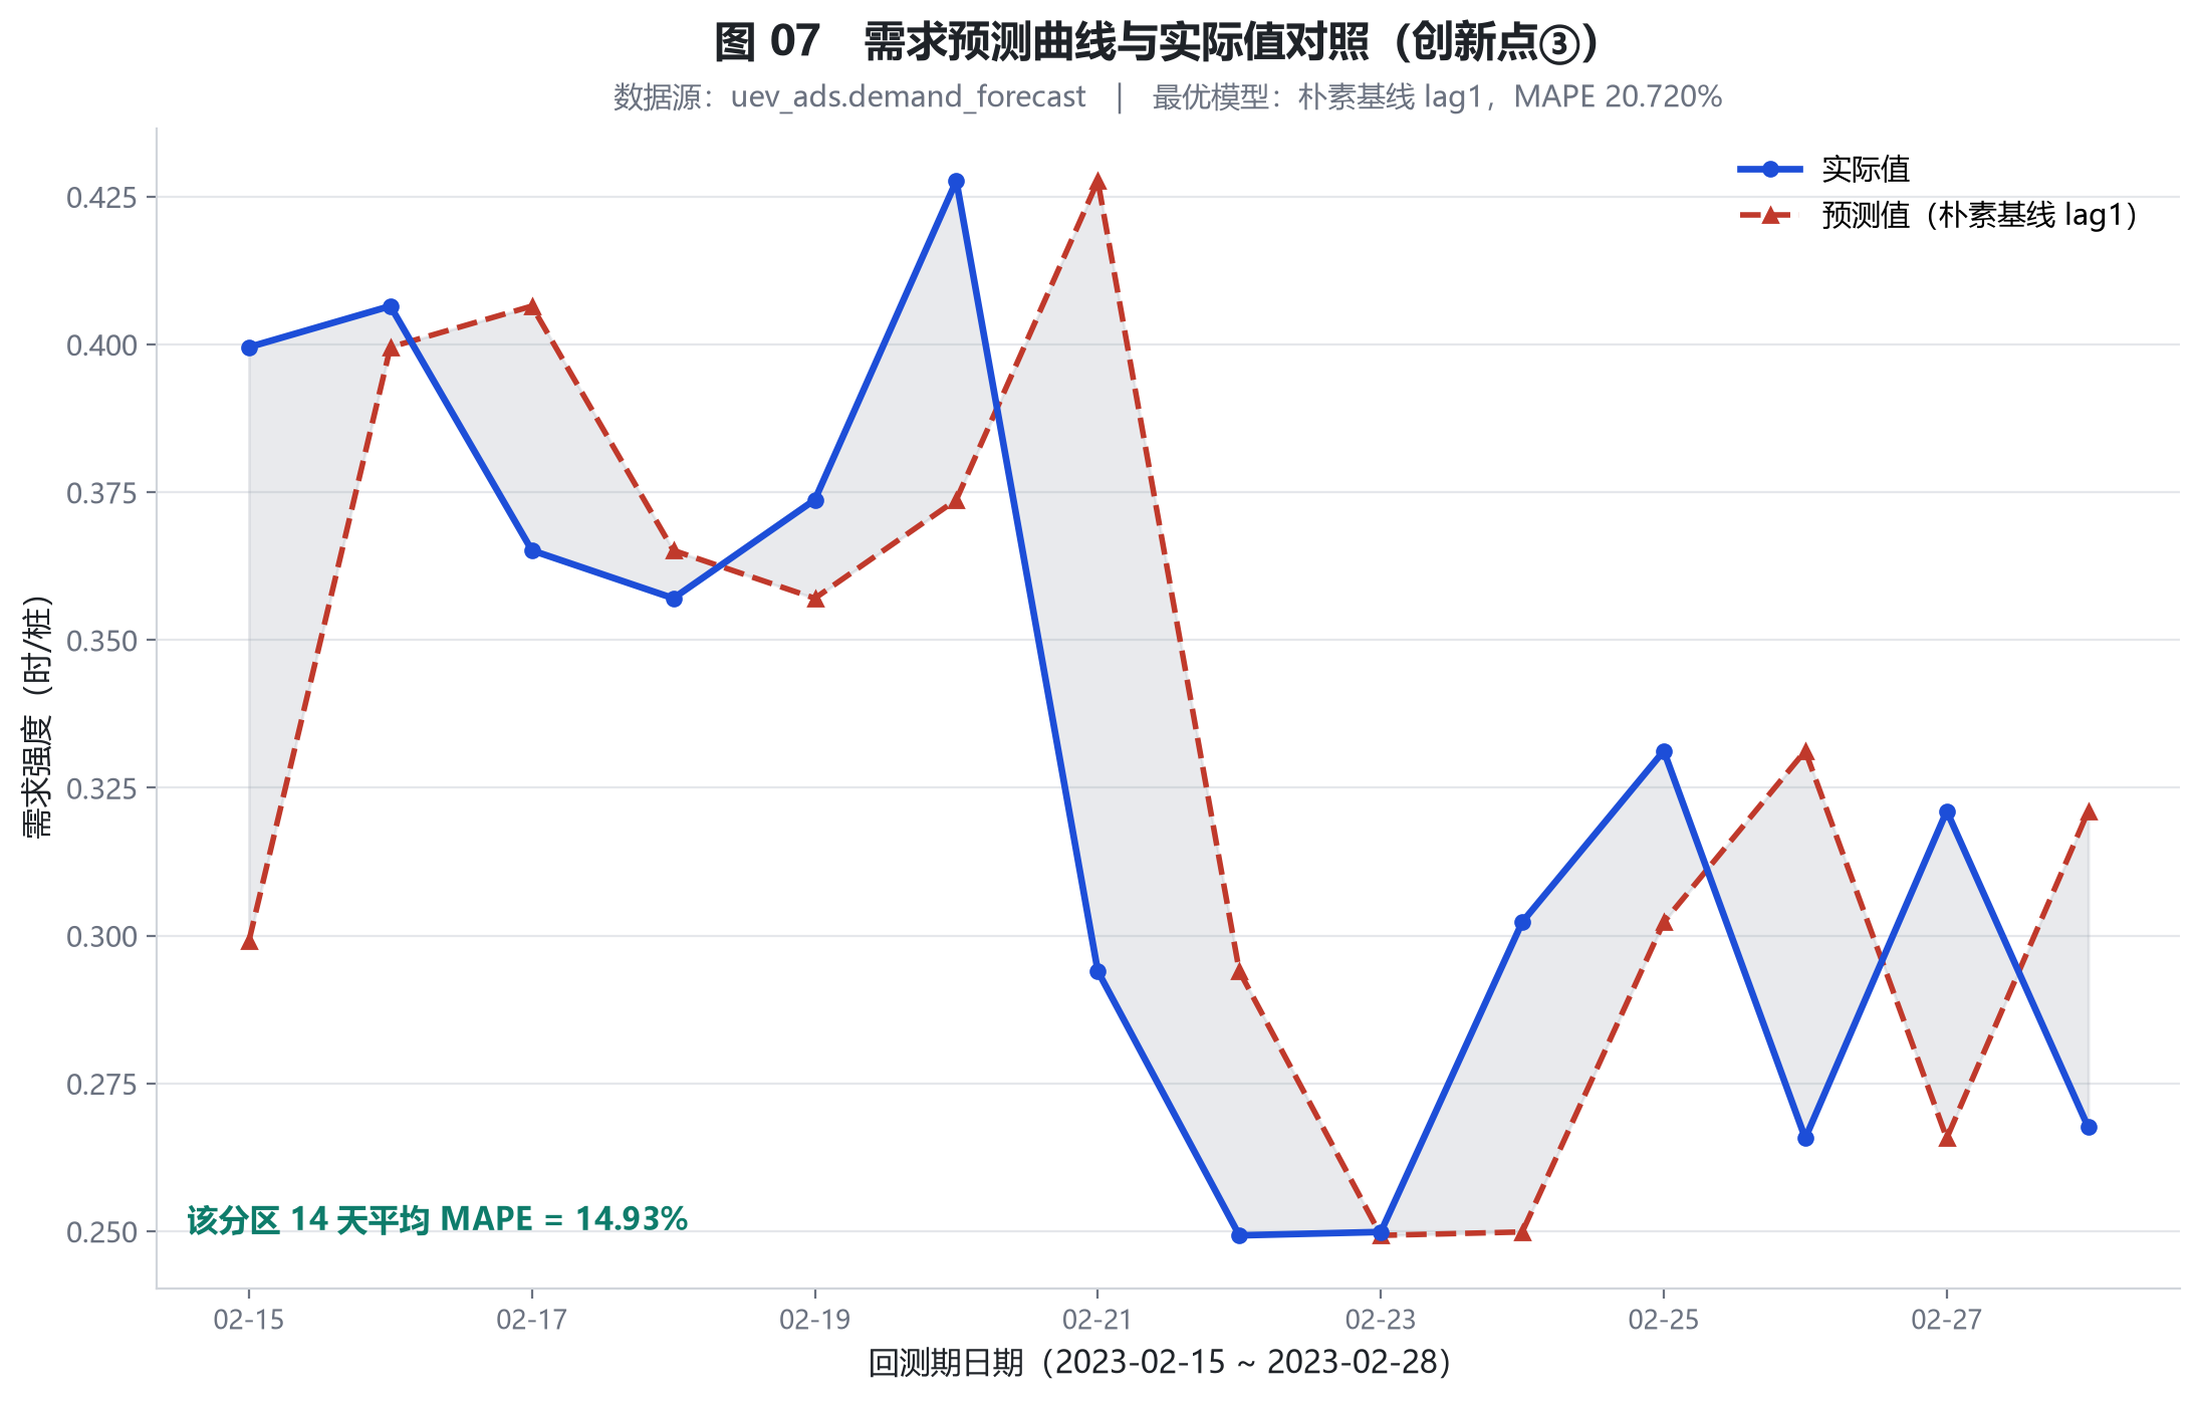 图 07 需求预测曲线与实际值对照（创新点③）
数据源：uev_ads.demand_forecast | 最优模型：朴素基线 lag1，MAPE 20.720%
实际值
预测值（朴素基线 lag1）
需求强度（时/桩）
0.425
0.400
0.375
0.350
0.325
0.300
0.275
0.250
该分区 14 天平均 MAPE = 14.93%
02-15 02-17 02-19 02-21 02-23 02-25 02-27
回测期日期（2023-02-15 ~ 2023-02-28）